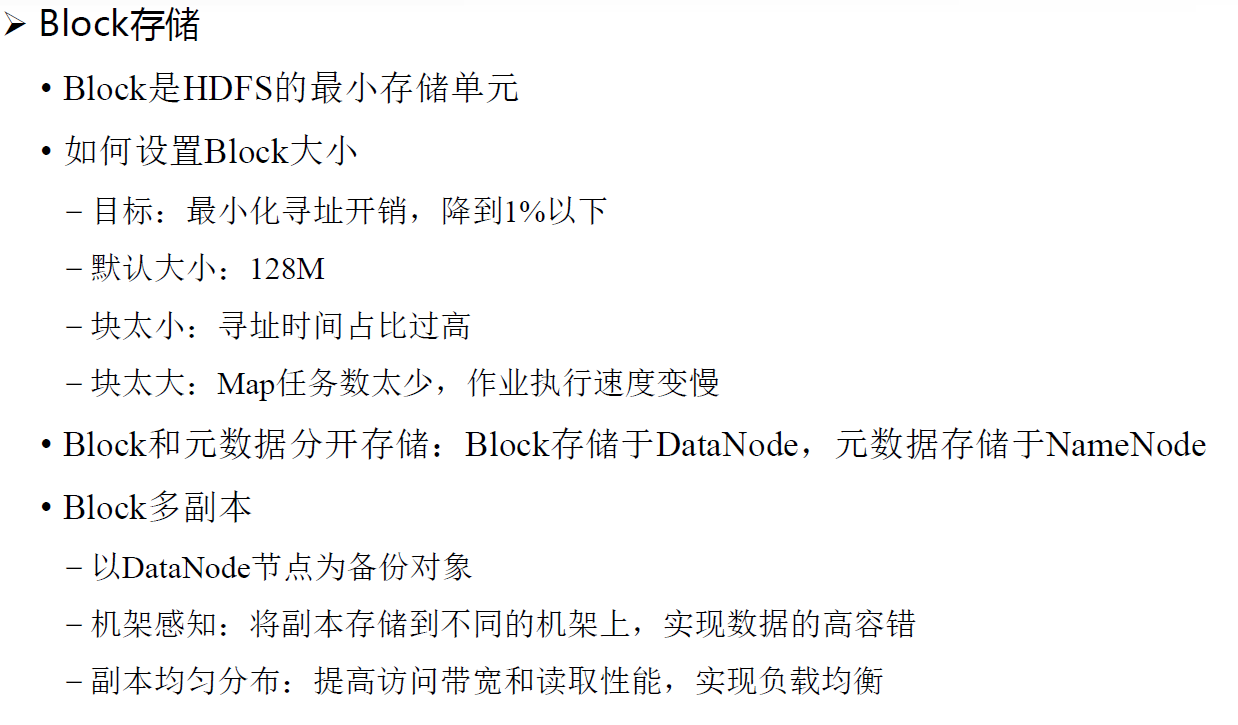 ➢ Block存储
• Block是HDFS的最小存储单元
• 如何设置Block大小
– 目标：最小化寻址开销，降到1%以下
– 默认大小：128M
– 块太小：寻址时间占比过高
– 块太大：Map任务数太少，作业执行速度变慢
• Block和元数据分开存储：Block存储于DataNode，元数据存储于NameNode
• Block多副本
– 以DataNode节点为备份对象
– 机架感知：将副本存储到不同的机架上，实现数据的高容错
– 副本均匀分布：提高访问带宽和读取性能，实现负载均衡